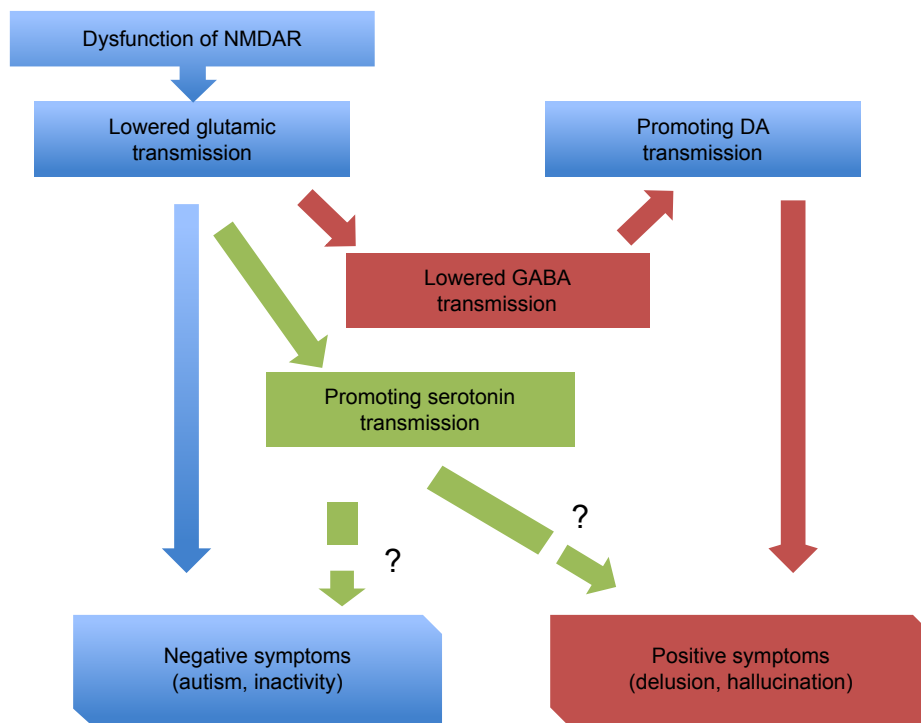 Dysfunction of NMDAR
Lowered glutamic
transmission
Promoting DA
transmission
Lowered GABA
transmission
Promoting serotonin
transmission
?
?
Negative symptoms
(autism, inactivity)
Positive symptoms
(delusion, hallucination)